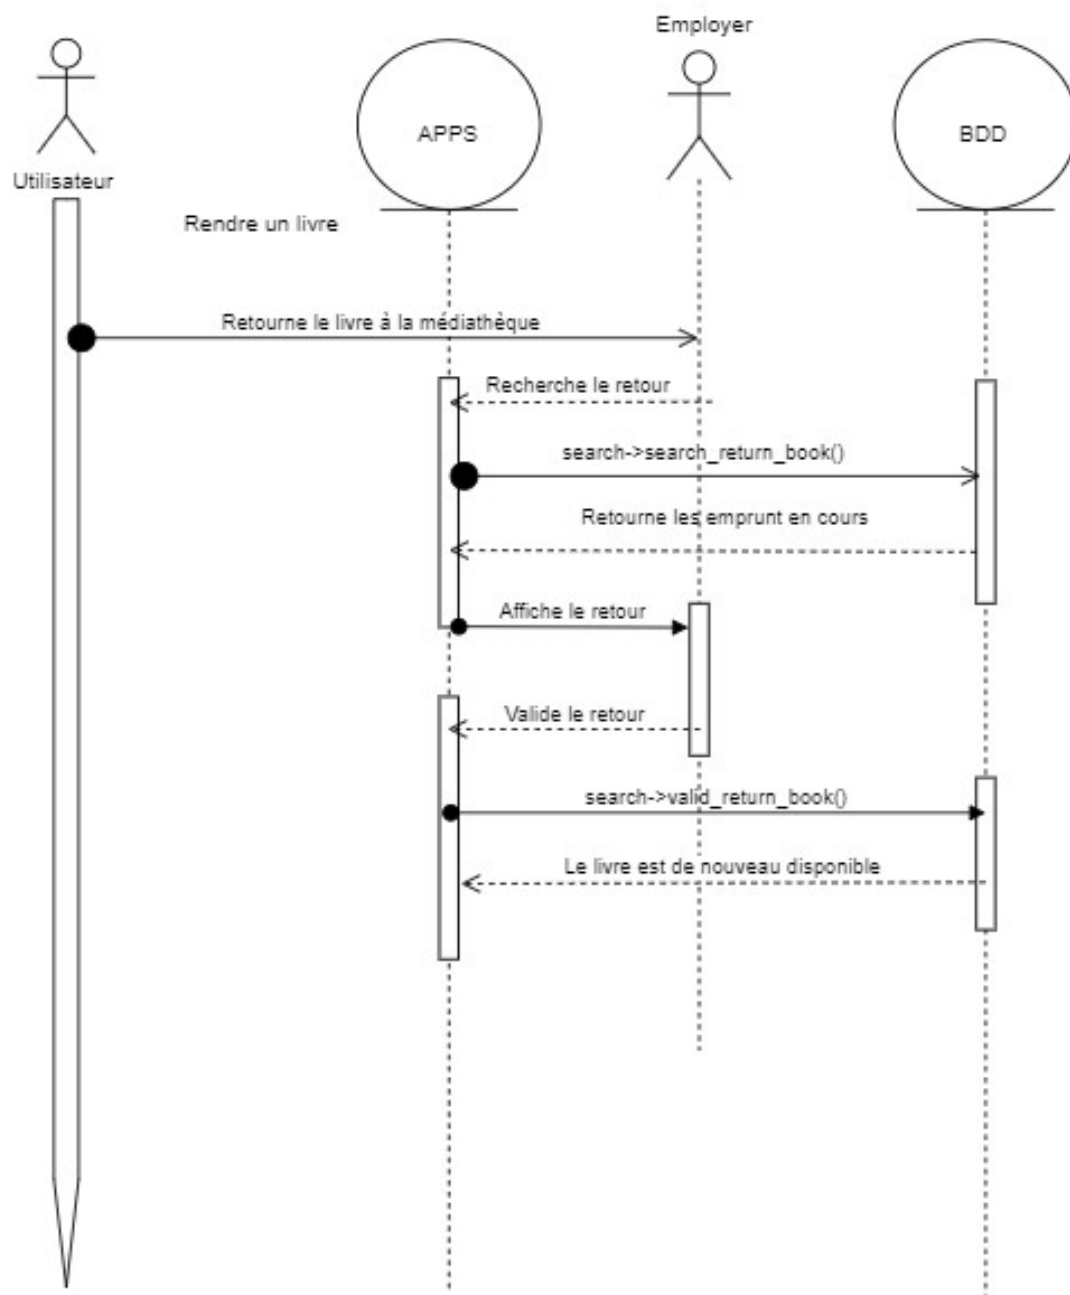 Employer
APPS
BDD
Utilisateur
Rendre un livre
Retourne le livre à la médiathèque
Recherche le retour
search->search_return_book()
Retourne les emprunt en cours
Affiche le retour
Valide le retour
search->valid_return_book()
Le livre est de nouveau disponible